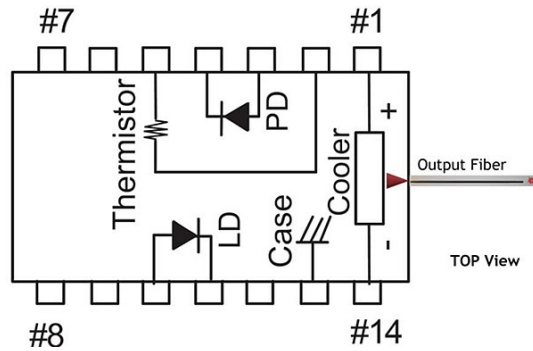 #7
#1
Thermistor
PD
Cooler
+
-
Output Fiber
LD
Case
TOP View
#8
#14